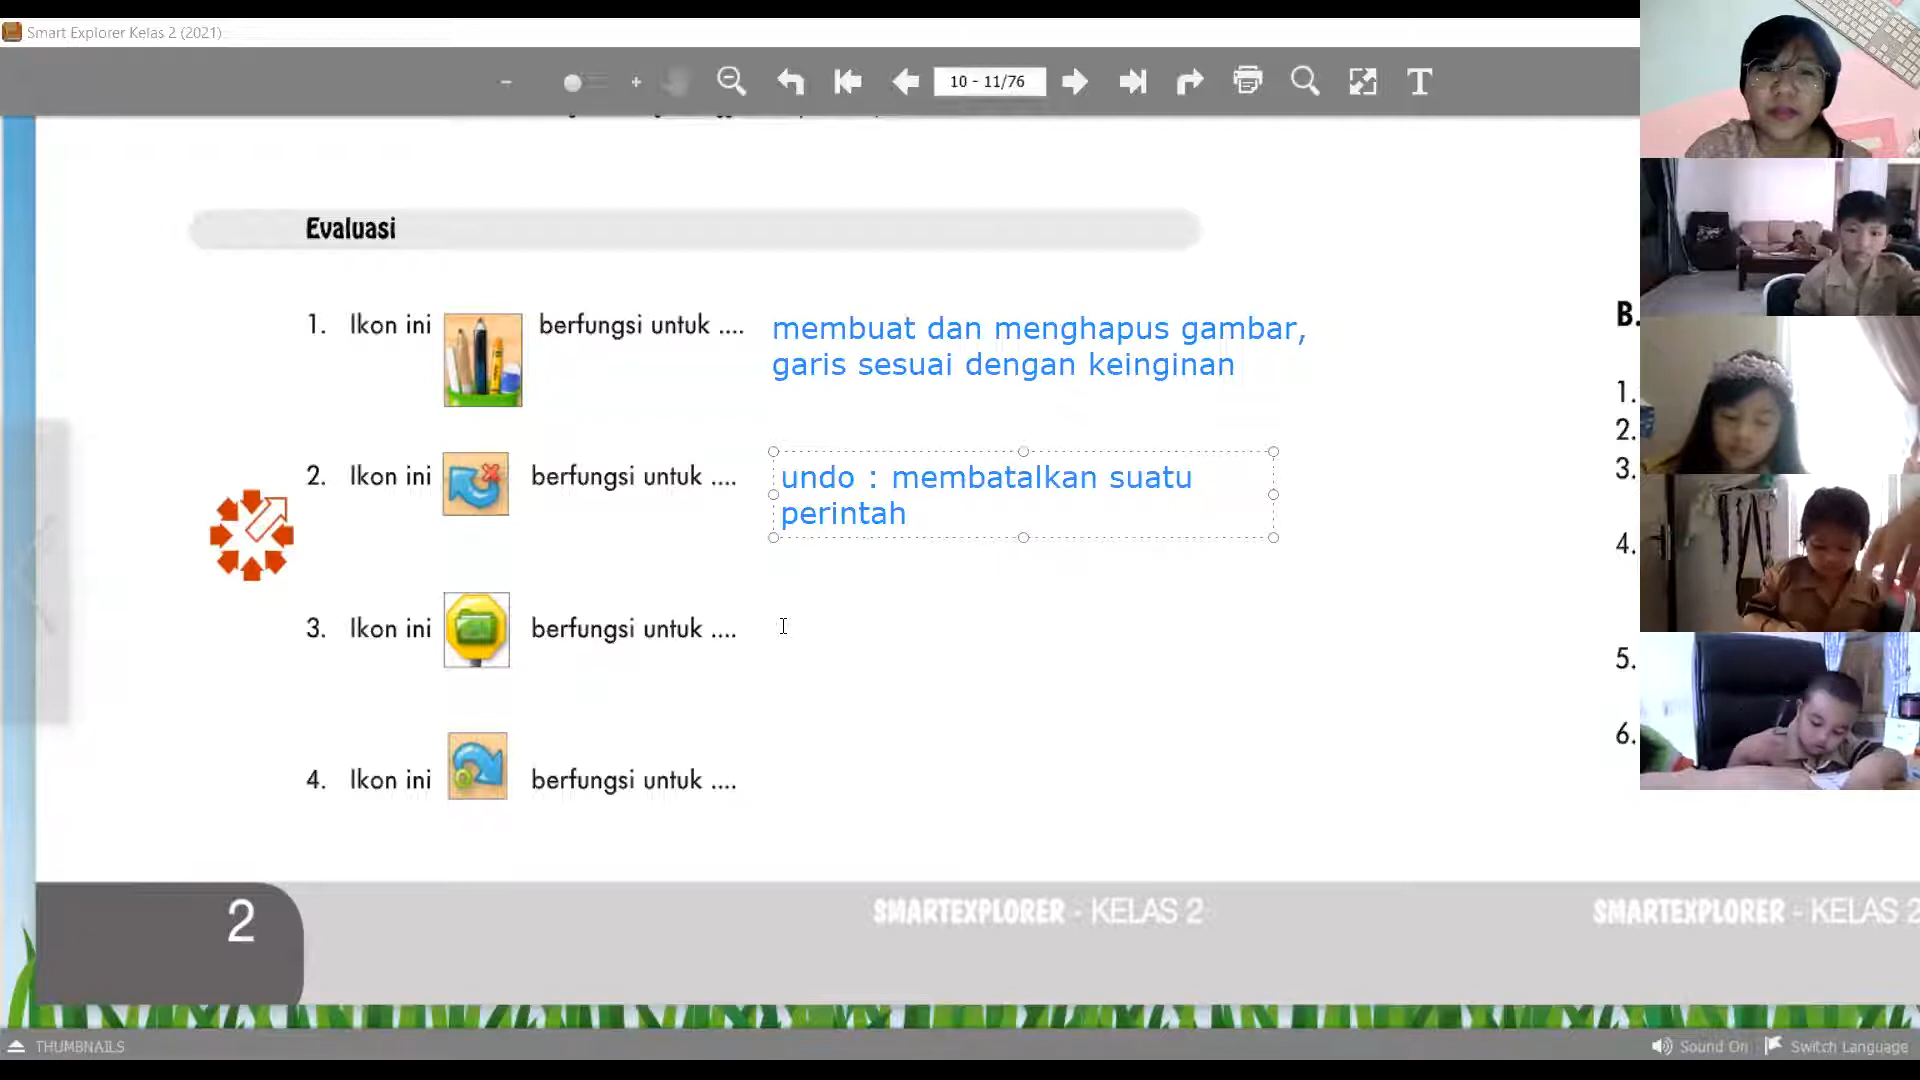 Smart Explorer Kelas 2 (2021)
10 - 11/76
T
Evaluasi
1. Ikon ini berfungsi untuk .... membuat dan menghapus gambar,
garis sesuai dengan keinginan
2. Ikon ini berfungsi untuk .... undo : membatalkan suatu
perintah
3. Ikon ini berfungsi untuk ....
4. Ikon ini berfungsi untuk ....
B.
1.
2.
3.
4.
5.
6.
2
SMARTEXPLORER - KELAS 2
SMARTEXPLORER - KELAS 2
THUMBNAILS
Sound On
Switch Language